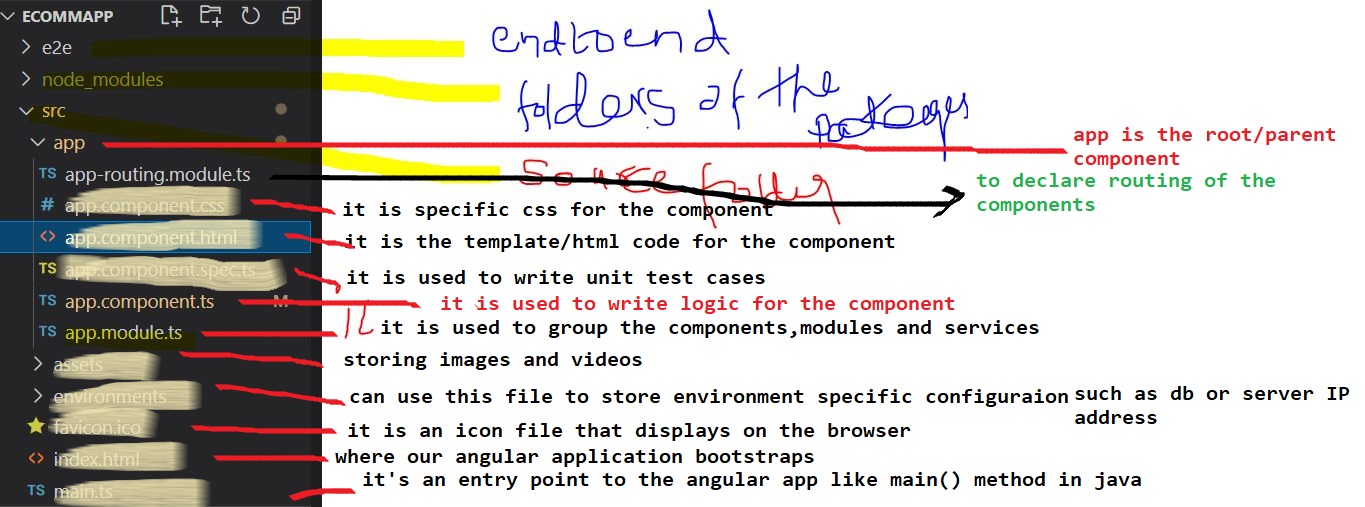 ECOMMAPP
e2e
endtoend
node_modules
folders of the
src
app
app is the root/parent
component
app-routing.module.ts
Source folder
to declare routing of the
components
app.component.css
it is specific css for the component
app.component.html
it is the template/html code for the component
app.component.spec.ts
it is used to write unit test cases
app.component.ts
M
it is used to write logic for the component
app.module.ts
it is used to group the components,modules and services
assets
storing images and videos
environments
can use this file to store environment specific configuraion
such as db or server IP
address
favicon.ico
it is an icon file that displays on the browser
index.html
where our angular application bootstraps
main.ts
it's an entry point to the angular app like main() method in java